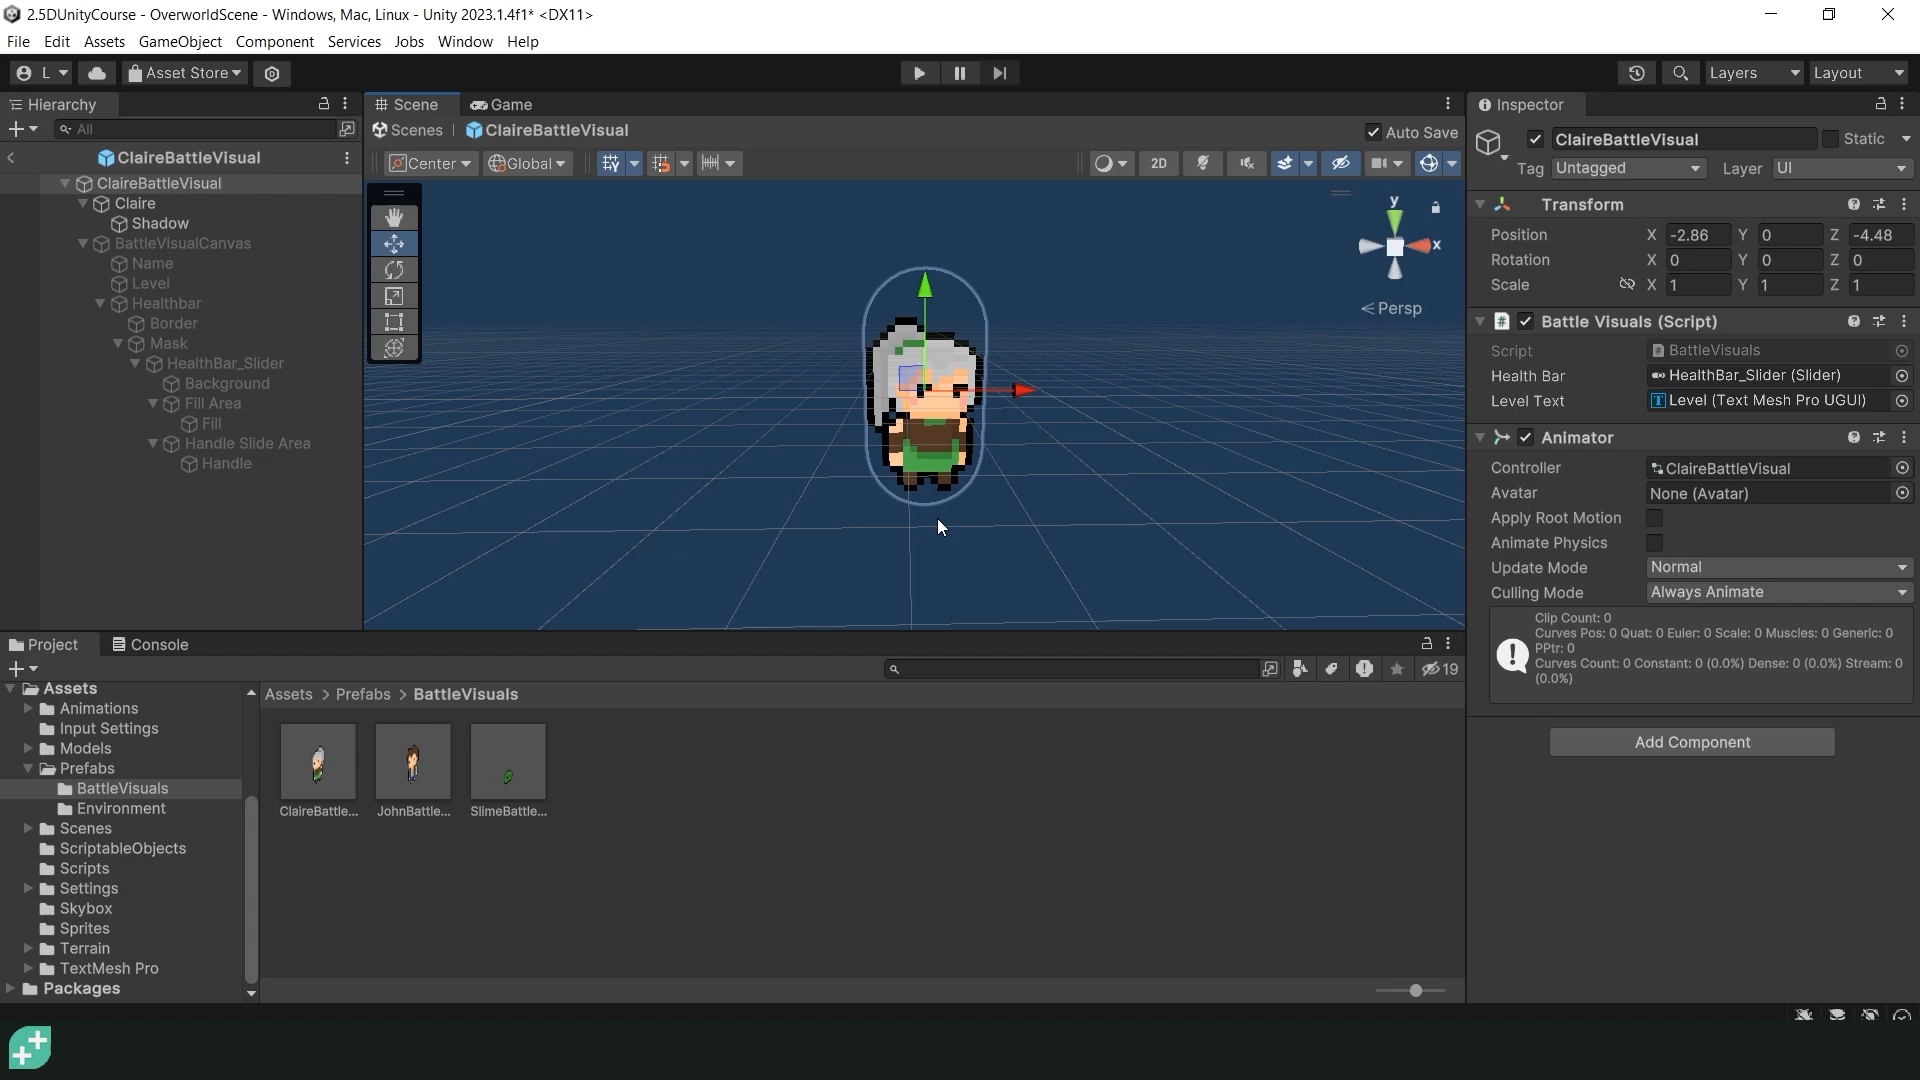 2.5DUnityCourse - OverworldScene - Windows, Mac, Linux - Unity 2023.1.4f1* <DX11>
File Edit Assets GameObject Component Services Jobs Window Help
L Asset Store Layers Layout
Hierarchy
All
ClaireBattleVisual
ClaireBattleVisual
Claire
Shadow
BattleVisualCanvas
Name
Level
Healthbar
Border
Mask
HealthBar_Slider
Background
Fill Area
Fill
Handle Slide Area
Handle
Scene Game
Scenes | ClaireBattleVisual Auto Save
Center Global 2D
y
x
Persp
Inspector
ClaireBattleVisual Static
Tag Untagged Layer UI
Transform
Position X -2.86 Y 0 Z -4.48
Rotation X 0 Y 0 Z 0
Scale X 1 Y 1 Z 1
# Battle Visuals (Script)
Script BattleVisuals
Health Bar HealthBar_Slider (Slider)
Level Text T Level (Text Mesh Pro UGUI)
Animator
Controller ClaireBattleVisual
Avatar None (Avatar)
Apply Root Motion
Animate Physics
Update Mode Normal
Culling Mode Always Animate
Clip Count: 0
Curves Pos: 0 Quat: 0 Euler: 0 Scale: 0 Muscles: 0 Generic: 0
PPtr: 0
Curves Count: 0 Constant: 0 (0.0%) Dense: 0 (0.0%) Stream: 0
(0.0%)
Add Component
Project Console
19
Assets
Animations
Input Settings
Models
Prefabs
BattleVisuals
Environment
Scenes
ScriptableObjects
Scripts
Settings
Skybox
Sprites
Terrain
TextMesh Pro
Packages
Assets > Prefabs > BattleVisuals
ClaireBattle... JohnBattle... SlimeBattle...